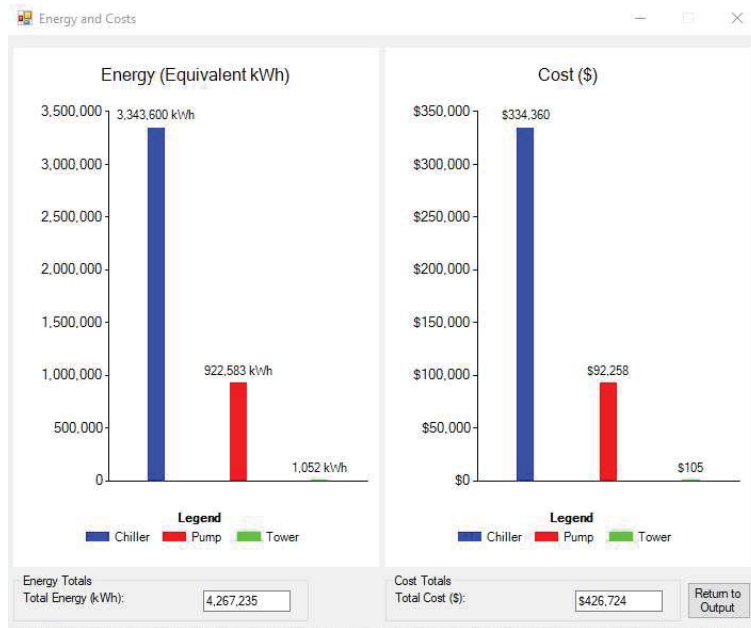 Energy and Costs
Energy (Equivalent kWh)
3,500,000
3,343,600 kWh
3,000,000
2,500,000
2,000,000
1,500,000
1,000,000
922,583 kWh
500,000
1,052 kWh
0
Legend
Chiller Pump Tower
Cost ($)
$350,000
$334,360
$300,000
$250,000
$200,000
$150,000
$100,000
$92,258
$50,000
$105
$0
Legend
Chiller Pump Tower
Energy Totals
Total Energy (kWh): 4,267,235
Cost Totals
Total Cost ($): $426,724
Return to
Output